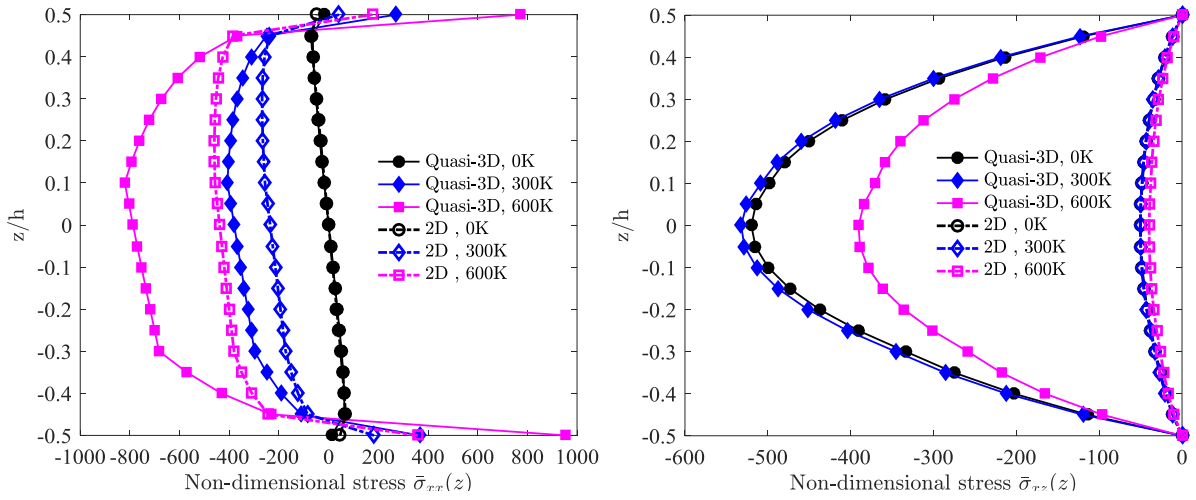 0.5
0.4
0.3
0.2
0.1
0
-0.1
-0.2
-0.3
-0.4
-0.5
z/h
-1000 -800 -600 -400 -200 0 200 400 600 800 1000
Non-dimensional stress σ̄xx(z)
Quasi-3D, 0K
Quasi-3D, 300K
Quasi-3D, 600K
2D , 0K
2D , 300K
2D , 600K
0.5
0.4
0.3
0.2
0.1
0
-0.1
-0.2
-0.3
-0.4
-0.5
z/h
-600 -500 -400 -300 -200 -100 0
Non-dimensional stress σ̄xz(z)
Quasi-3D, 0K
Quasi-3D, 300K
Quasi-3D, 600K
2D , 0K
2D , 300K
2D , 600K